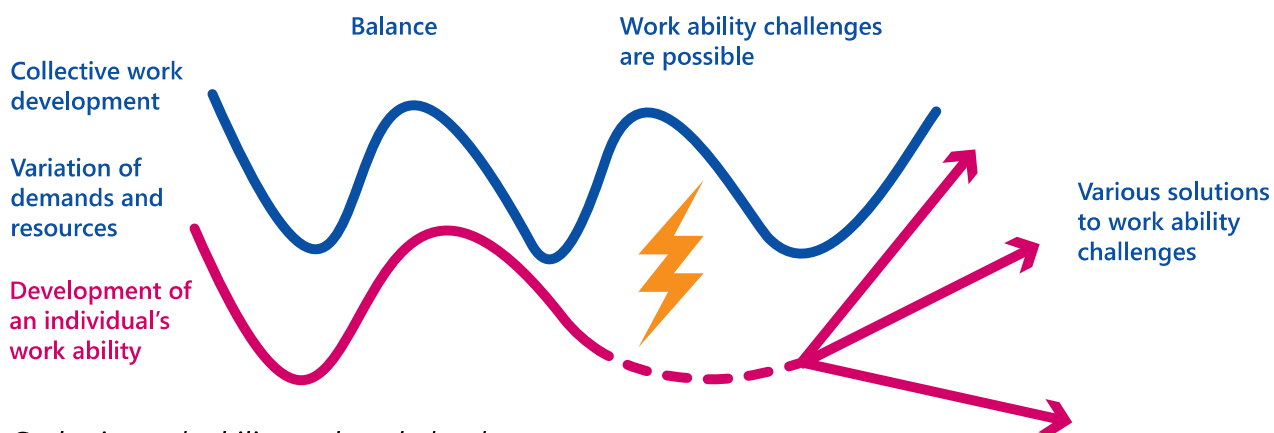 Balance
Work ability challenges
are possible
Collective work
development
Variation of
demands and
resources
Development of
an individual's
work ability
Various solutions
to work ability
challenges